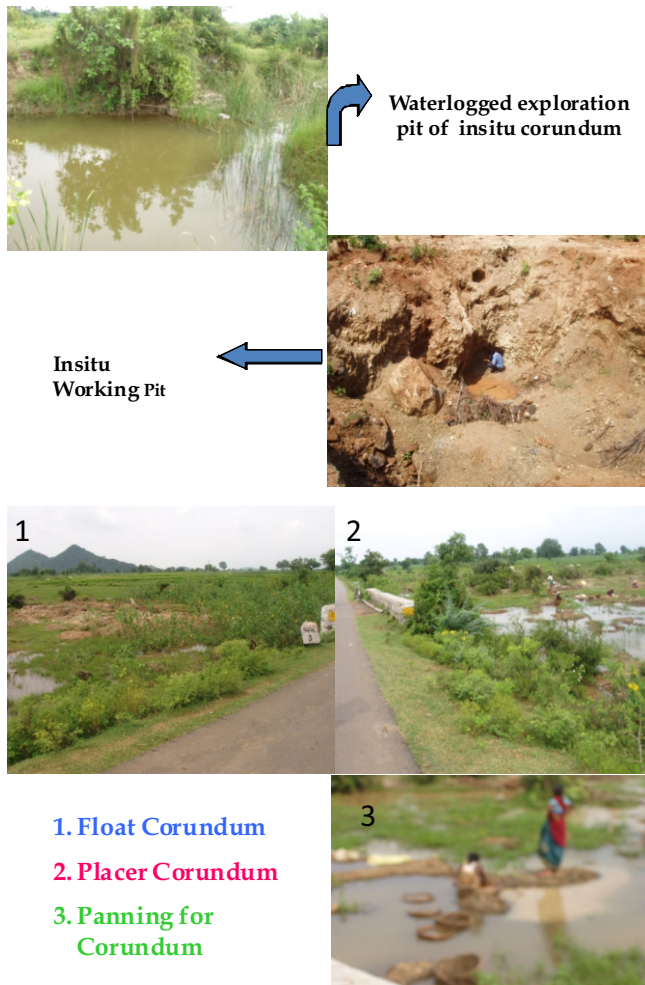 Waterlogged exploration
pit of insitu corundum
Insitu
Working Pit
1
2
3
1. Float Corundum
2. Placer Corundum
3. Panning for
Corundum
3